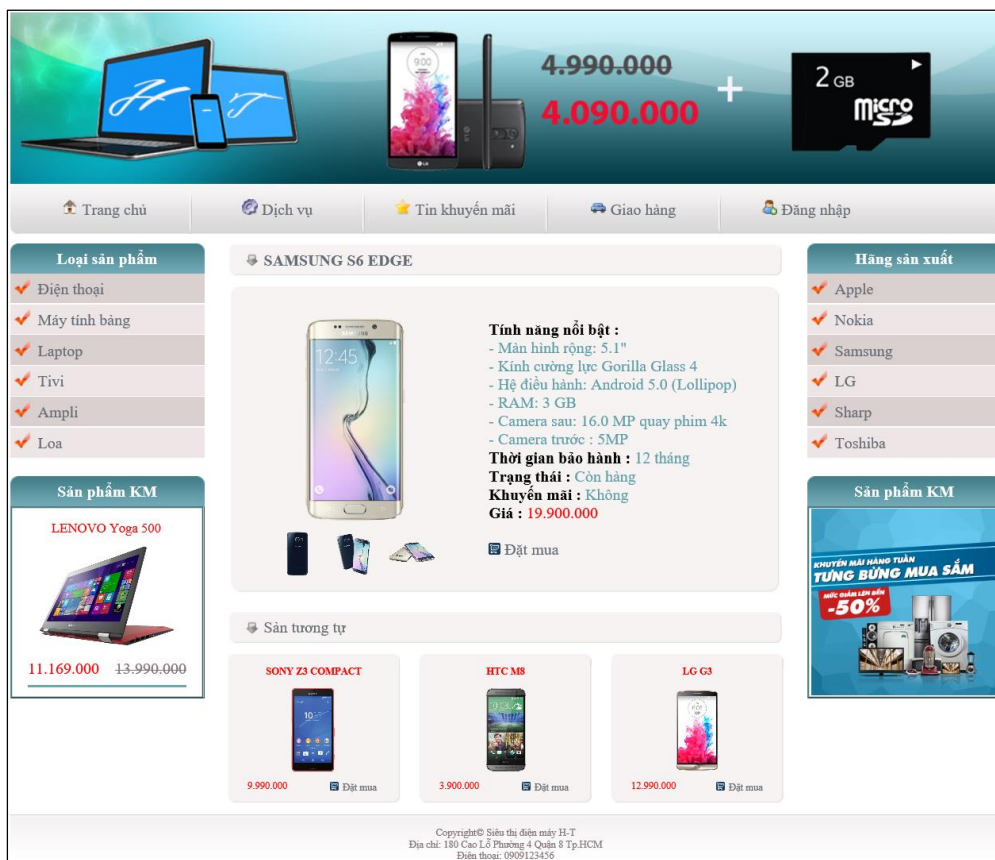 4.990.000
4.090.000
+
2 GB
micro SD
Trang chủ
Dịch vụ
Tin khuyến mãi
Giao hàng
Đăng nhập
Loại sản phẩm
Điện thoại
Máy tính bảng
Laptop
Tivi
Ampli
Loa
Sản phẩm KM
LENOVO Yoga 500
11.169.000 13.990.000
SAMSUNG S6 EDGE
12:45
Tính năng nổi bật :
- Màn hình rộng: 5.1"
- Kính cường lực Gorilla Glass 4
- Hệ điều hành: Android 5.0 (Lollipop)
- RAM: 3 GB
- Camera sau: 16.0 MP quay phim 4k
- Camera trước : 5MP
Thời gian bảo hành : 12 tháng
Trạng thái : Còn hàng
Khuyến mãi : Không
Giá : 19.900.000
Đặt mua
Sản tương tự
SONY Z3 COMPACT
9.990.000 Đặt mua
HTC M8
3.900.000 Đặt mua
LG G3
12.990.000 Đặt mua
Hãng sản xuất
Apple
Nokia
Samsung
LG
Sharp
Toshiba
Sản phẩm KM
KHUYẾN MÃI HÀNG TUẦN
TƯNG BỪNG MUA SẮM
MỨC GIẢM LÊN ĐẾN
-50%
Copyright© Siêu thị điện máy H-T
Địa chỉ: 180 Cao Lỗ Phường 4 Quận 8 Tp.HCM
Điện thoại: 0909123456